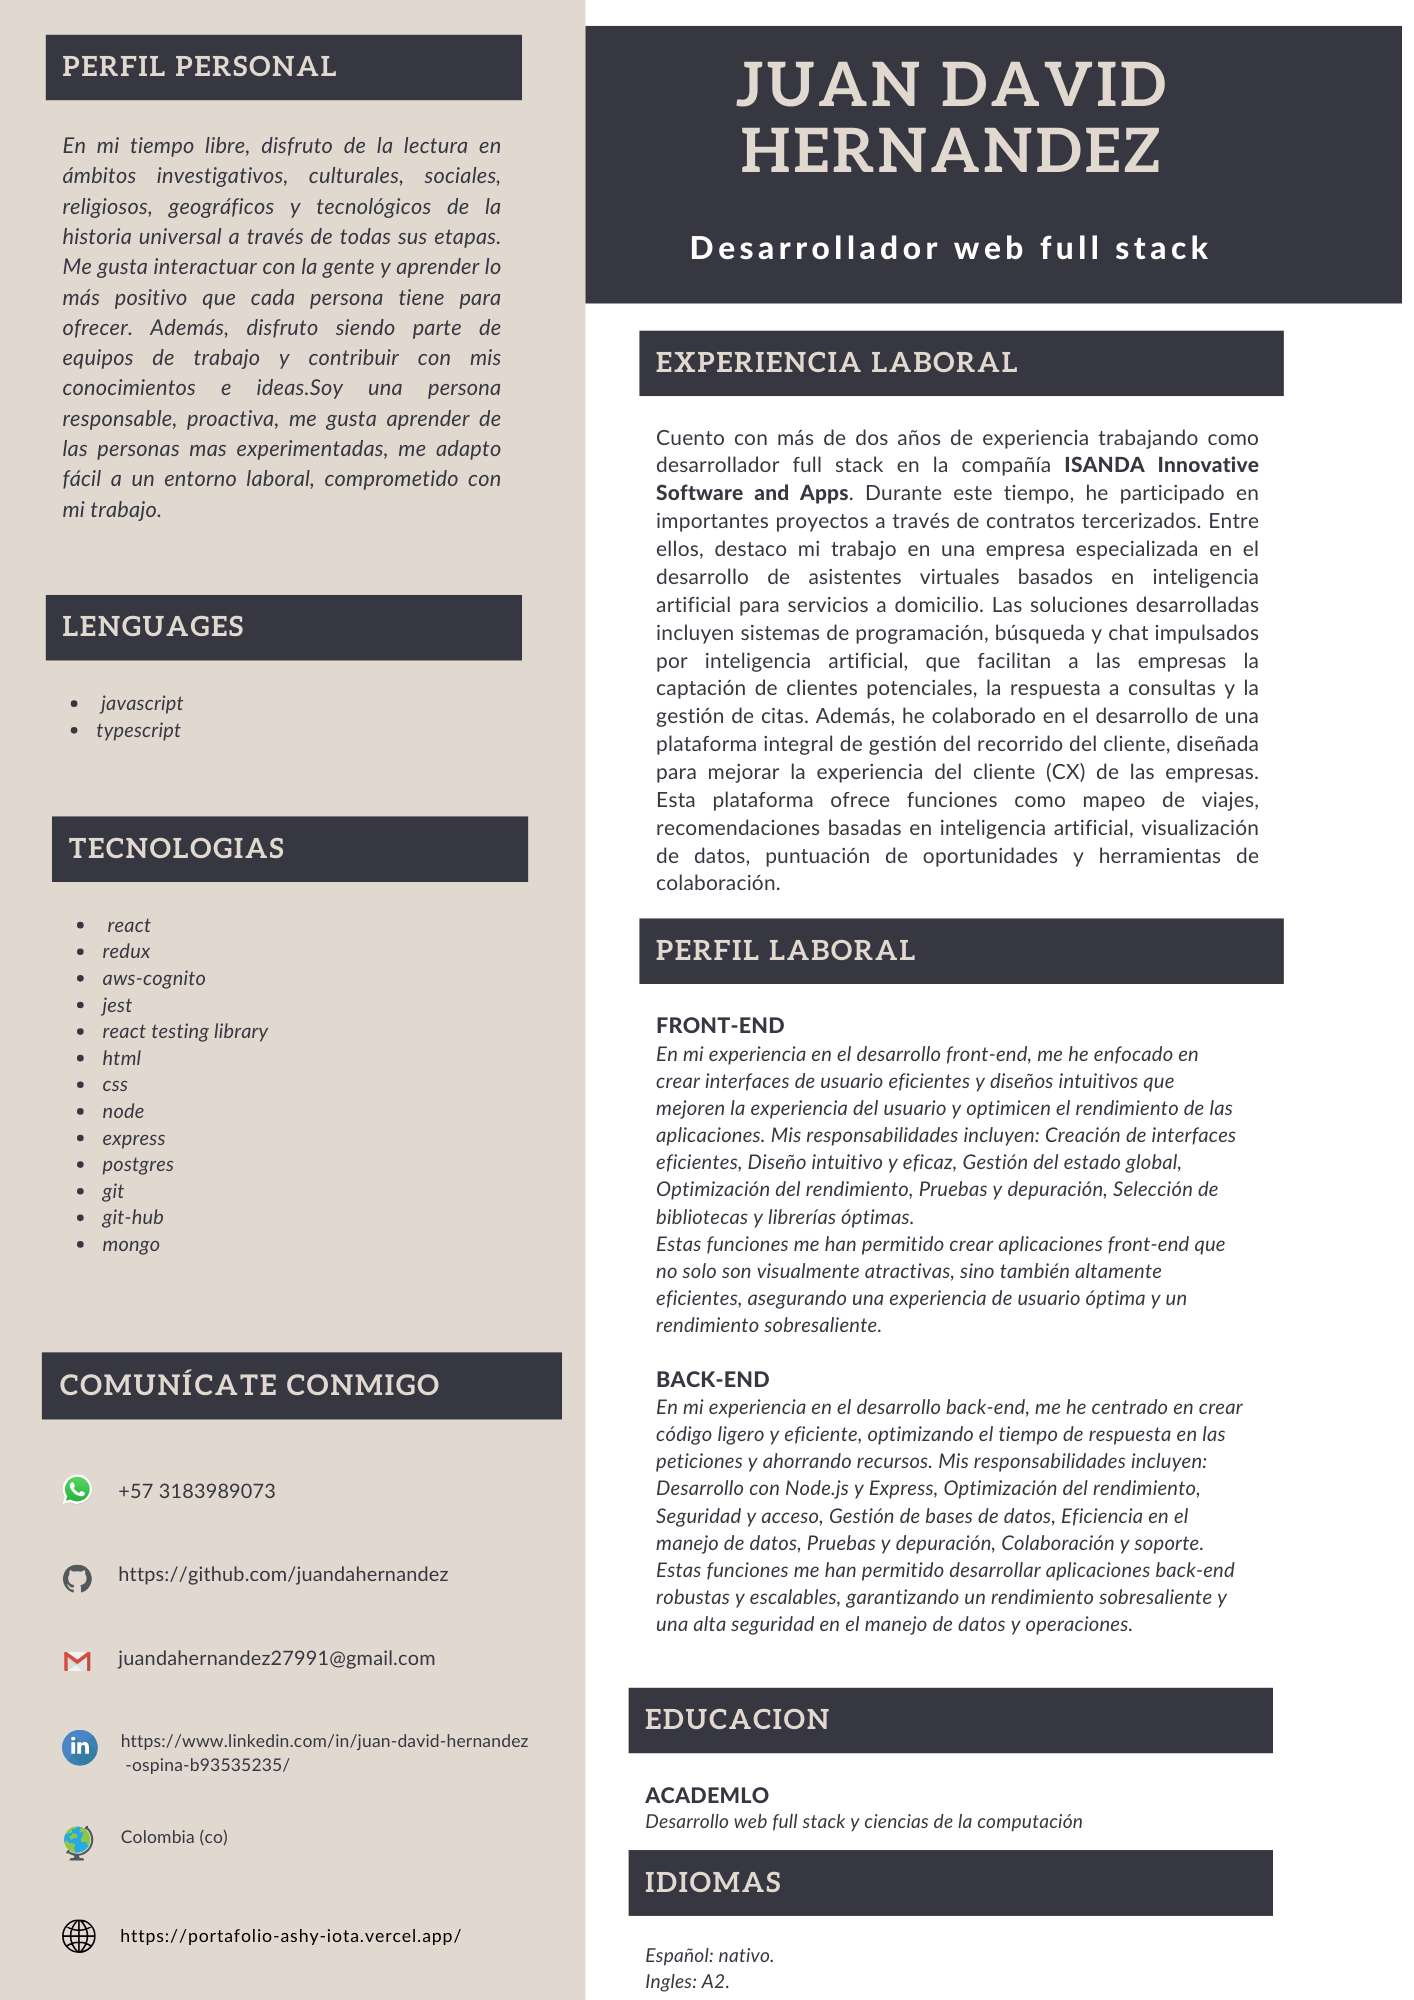 PERFIL PERSONAL
En mi tiempo libre, disfruto de la lectura en
ámbitos investigativos, culturales, sociales,
religiosos, geográficos y tecnológicos de la
historia universal a través de todas sus etapas.
Me gusta interactuar con la gente y aprender lo
más positivo que cada persona tiene para
ofrecer. Además, disfruto siendo parte de
equipos de trabajo y contribuir con mis
conocimientos e ideas.Soy una persona
responsable, proactiva, me gusta aprender de
las personas mas experimentadas, me adapto
fácil a un entorno laboral, comprometido con
mi trabajo.
LENGUAGES
• javascript
• typescript
TECNOLOGIAS
• react
• redux
• aws-cognito
• jest
• react testing library
• html
• css
• node
• express
• postgres
• git
• git-hub
• mongo
COMUNÍCATE CONMIGO
+57 3183989073
https://github.com/juandahernandez
juandahernandez27991@gmail.com
https://www.linkedin.com/in/juan-david-hernandez
-ospina-b93535235/
Colombia (co)
https://portafolio-ashy-iota.vercel.app/
JUAN DAVID
HERNANDEZ
Desarrollador web full stack
EXPERIENCIA LABORAL
Cuento con más de dos años de experiencia trabajando como
desarrollador full stack en la compañía ISANDA Innovative
Software and Apps. Durante este tiempo, he participado en
importantes proyectos a través de contratos tercerizados. Entre
ellos, destaco mi trabajo en una empresa especializada en el
desarrollo de asistentes virtuales basados en inteligencia
artificial para servicios a domicilio. Las soluciones desarrolladas
incluyen sistemas de programación, búsqueda y chat impulsados
por inteligencia artificial, que facilitan a las empresas la
captación de clientes potenciales, la respuesta a consultas y la
gestión de citas. Además, he colaborado en el desarrollo de una
plataforma integral de gestión del recorrido del cliente, diseñada
para mejorar la experiencia del cliente (CX) de las empresas.
Esta plataforma ofrece funciones como mapeo de viajes,
recomendaciones basadas en inteligencia artificial, visualización
de datos, puntuación de oportunidades y herramientas de
colaboración.
PERFIL LABORAL
FRONT-END
En mi experiencia en el desarrollo front-end, me he enfocado en
crear interfaces de usuario eficientes y diseños intuitivos que
mejoren la experiencia del usuario y optimicen el rendimiento de las
aplicaciones. Mis responsabilidades incluyen: Creación de interfaces
eficientes, Diseño intuitivo y eficaz, Gestión del estado global,
Optimización del rendimiento, Pruebas y depuración, Selección de
bibliotecas y librerías óptimas.
Estas funciones me han permitido crear aplicaciones front-end que
no solo son visualmente atractivas, sino también altamente
eficientes, asegurando una experiencia de usuario óptima y un
rendimiento sobresaliente.
BACK-END
En mi experiencia en el desarrollo back-end, me he centrado en crear
código ligero y eficiente, optimizando el tiempo de respuesta en las
peticiones y ahorrando recursos. Mis responsabilidades incluyen:
Desarrollo con Node.js y Express, Optimización del rendimiento,
Seguridad y acceso, Gestión de bases de datos, Eficiencia en el
manejo de datos, Pruebas y depuración, Colaboración y soporte.
Estas funciones me han permitido desarrollar aplicaciones back-end
robustas y escalables, garantizando un rendimiento sobresaliente y
una alta seguridad en el manejo de datos y operaciones.
EDUCACION
ACADEMLO
Desarrollo web full stack y ciencias de la computación
IDIOMAS
Español: nativo.
Ingles: A2.